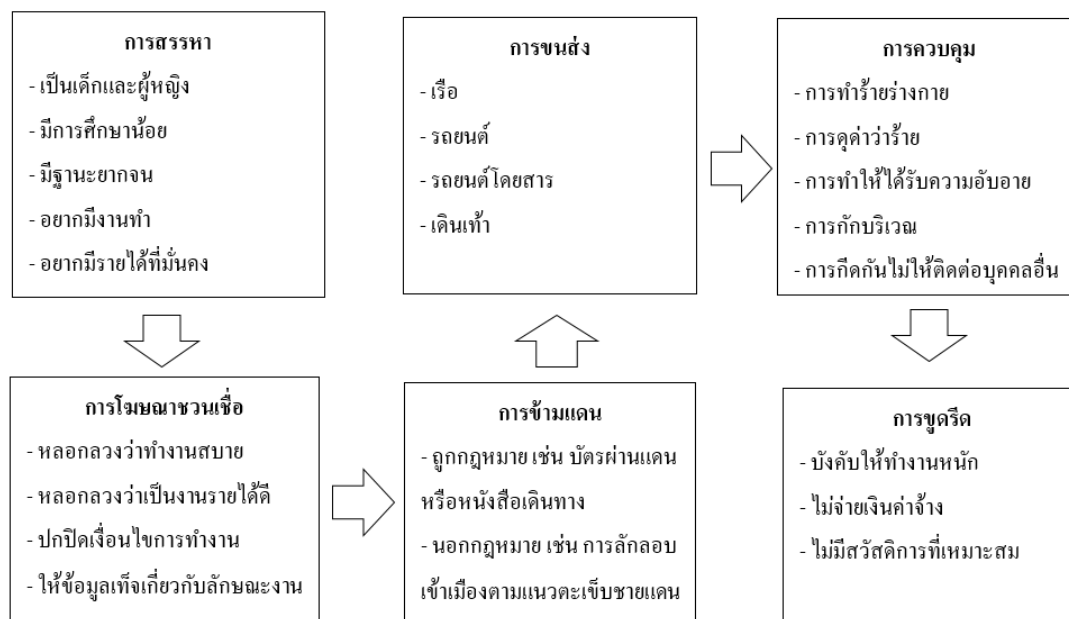 การสรรหา
- เป็นเด็กและผู้หญิง
- มีการศึกษาน้อย
- มีฐานะยากจน
- อยากมีงานทำ
- อยากมีรายได้ที่มั่นคง
การโฆษณาชวนเชื่อ
- หลอกลวงว่าทำงานสบาย
- หลอกลวงว่าเป็นงานรายได้ดี
- ปกปิดเงื่อนไขการทำงาน
- ให้ข้อมูลเท็จเกี่ยวกับลักษณะงาน
การข้ามแดน
- ถูกกฎหมาย เช่น บัตรผ่านแดน
หรือหนังสือเดินทาง
- นอกกฎหมาย เช่น การลักลอบ
เข้าเมืองตามแนวตะเข็บชายแดน
การขนส่ง
- เรือ
- รถยนต์
- รถยนต์โดยสาร
- เดินเท้า
การควบคุม
- การทำร้ายร่างกาย
- การดุด่าว่าร้าย
- การทำให้ได้รับความอับอาย
- การกักบริเวณ
- การกีดกันไม่ให้ติดต่อบุคคลอื่น
การขูดรีด
- บังคับให้ทำงานหนัก
- ไม่จ่ายเงินค่าจ้าง
- ไม่มีสวัสดิการที่เหมาะสม